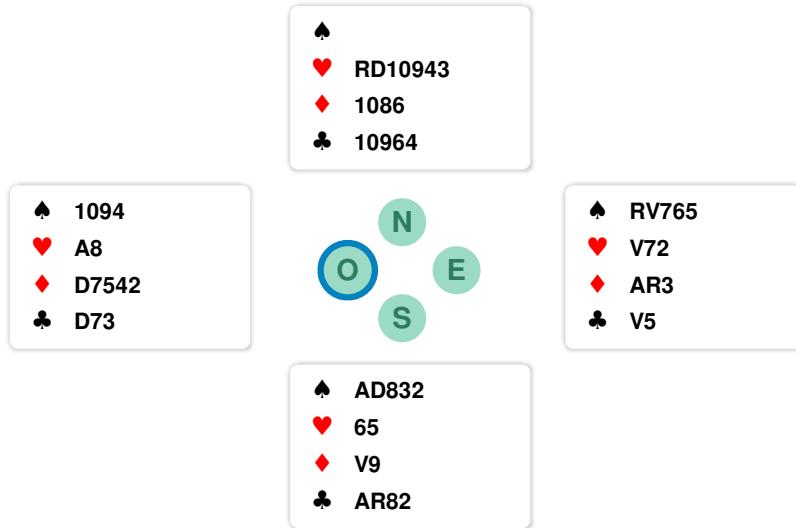 ♠
♥ RD10943
♦ 1086
♣ 10964
♠ 1094
♥ A8
♦ D7542
♣ D73
N
O E
S
♠ RV765
♥ V72
♦ AR3
♣ V5
♠ AD832
♥ 65
♦ V9
♣ AR82